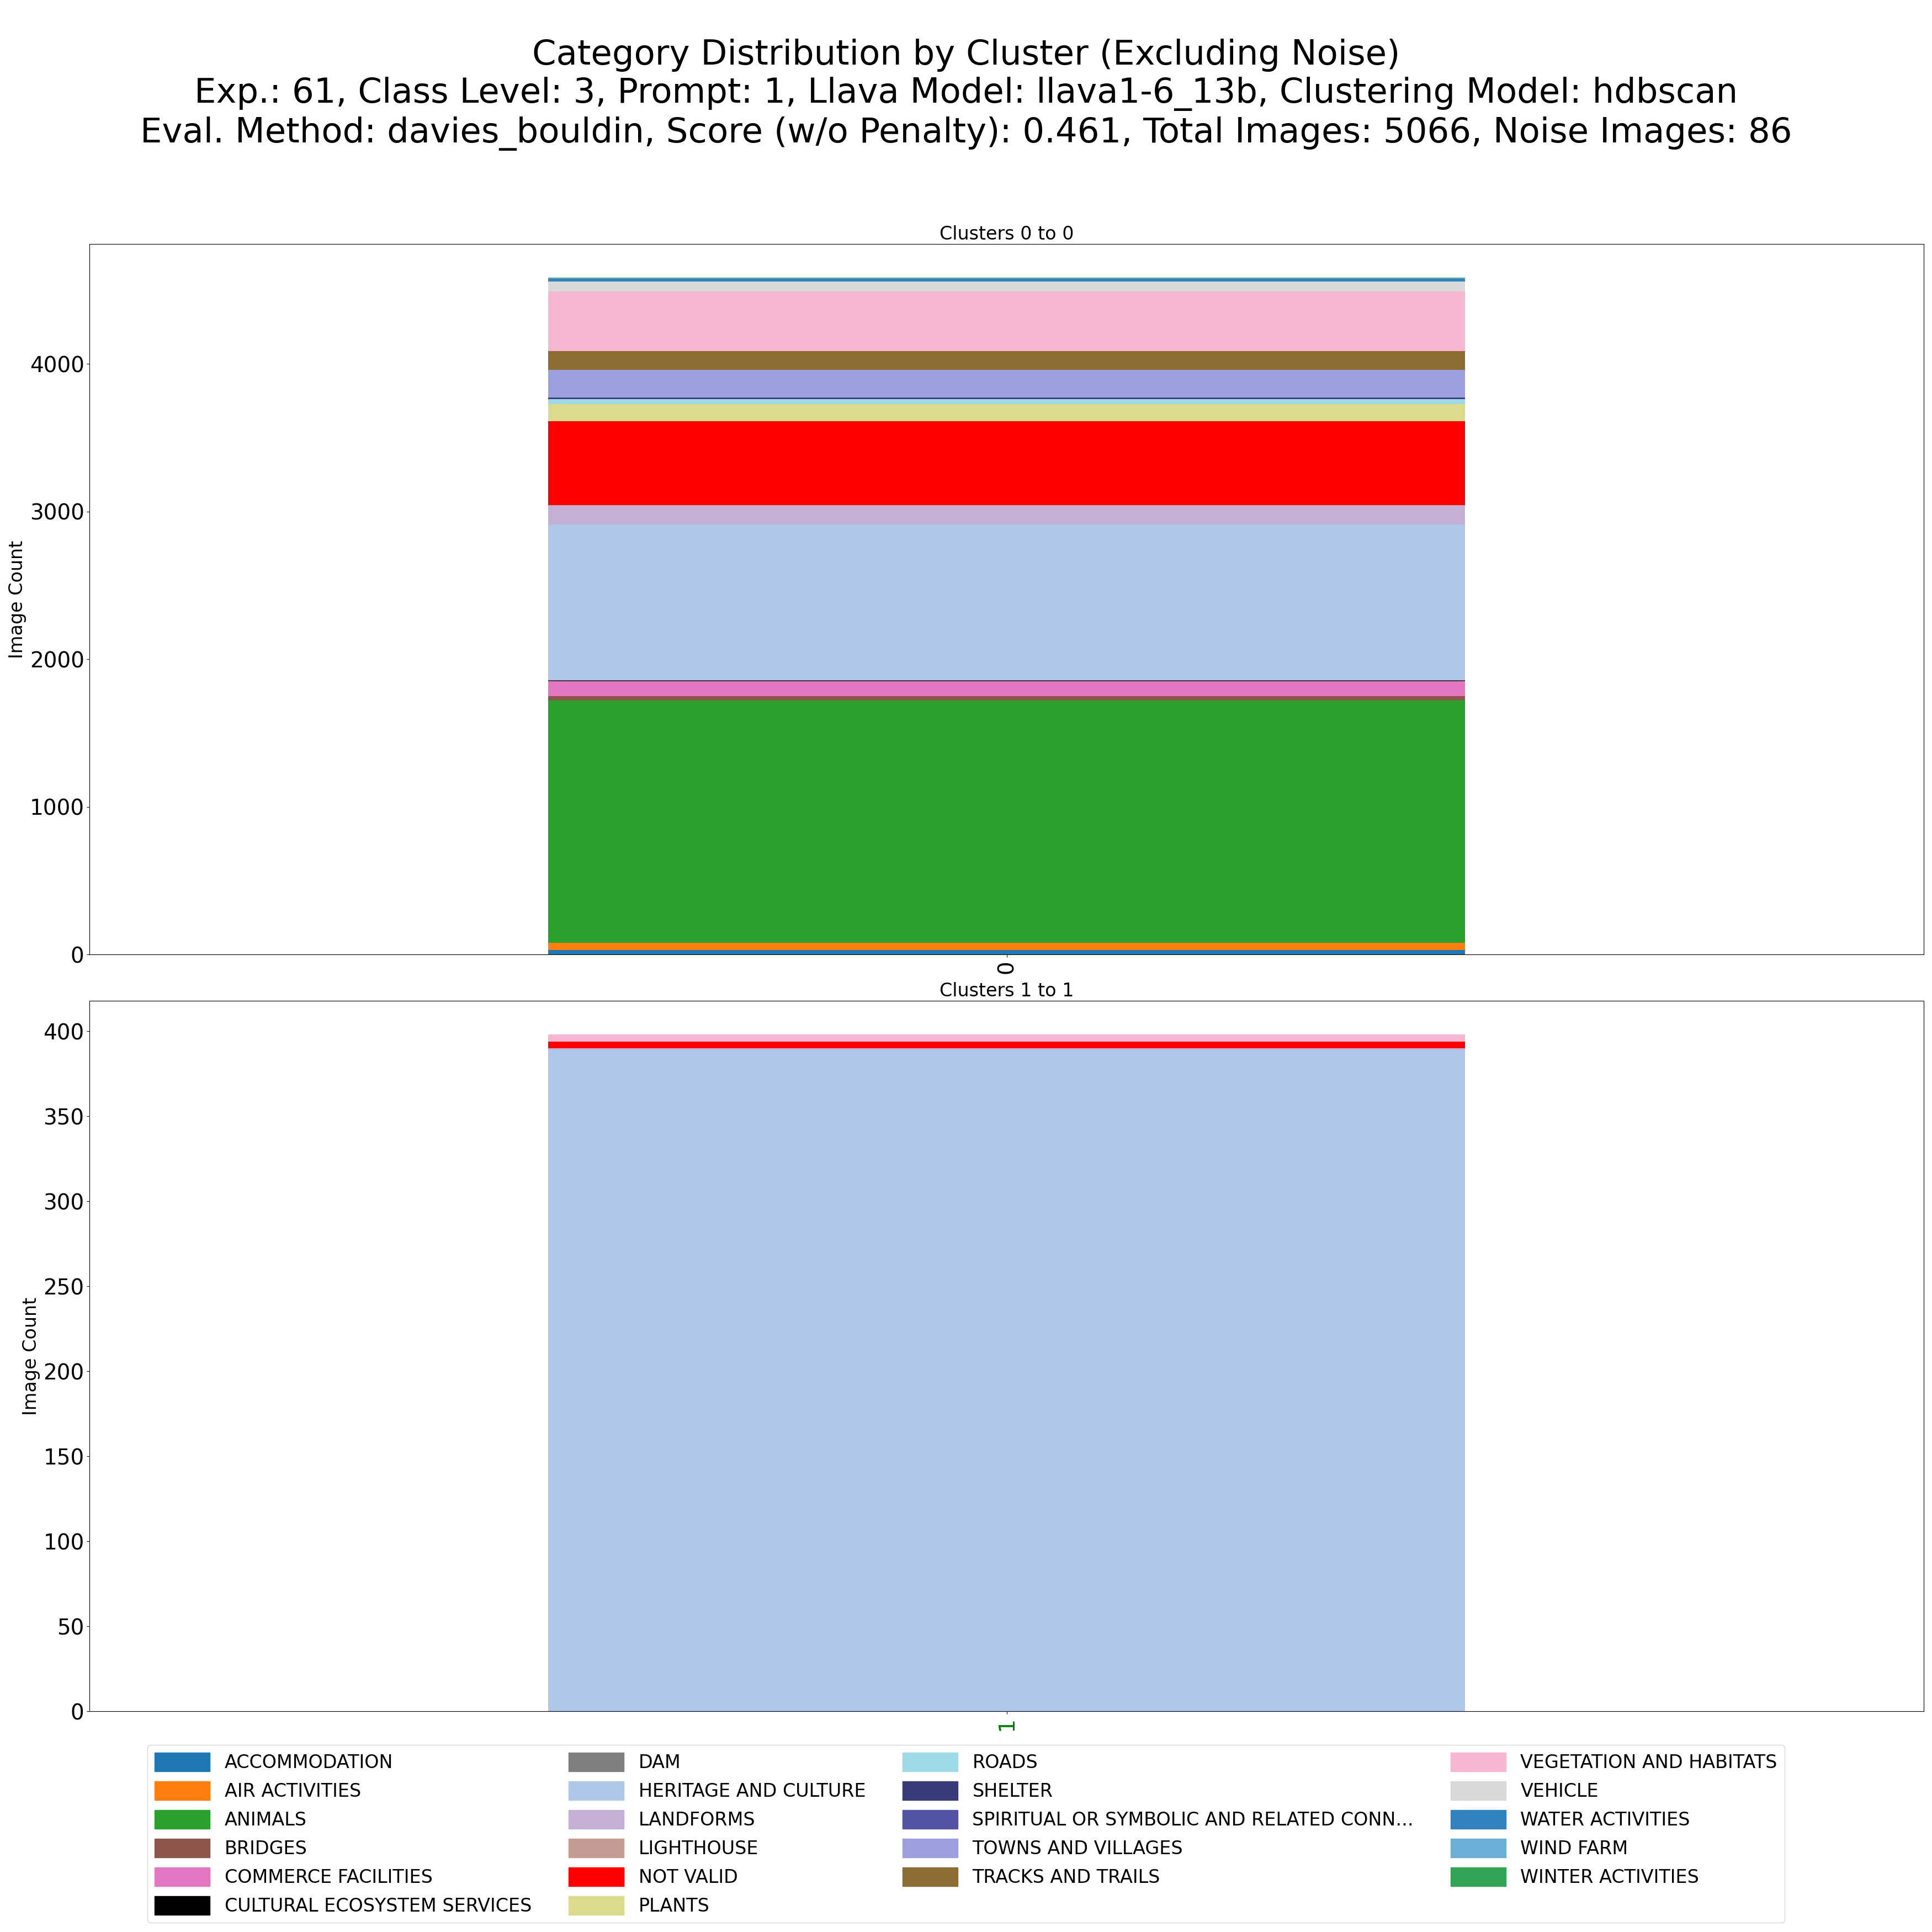 Category Distribution by Cluster (Excluding Noise)
Exp.: 61, Class Level: 3, Prompt: 1, Llava Model: llava1-6_13b, Clustering Model: hdbscan
Eval. Method: davies_bouldin, Score (w/o Penalty): 0.461, Total Images: 5066, Noise Images: 86
Clusters 0 to 0
4000
3000
2000
1000
0
Image Count
0
Clusters 1 to 1
400
350
300
250
200
150
100
50
0
Image Count
1
ACCOMMODATION
AIR ACTIVITIES
ANIMALS
BRIDGES
COMMERCE FACILITIES
CULTURAL ECOSYSTEM SERVICES
DAM
HERITAGE AND CULTURE
LANDFORMS
LIGHTHOUSE
NOT VALID
PLANTS
ROADS
SHELTER
SPIRITUAL OR SYMBOLIC AND RELATED CONN...
TOWNS AND VILLAGES
TRACKS AND TRAILS
VEGETATION AND HABITATS
VEHICLE
WATER ACTIVITIES
WIND FARM
WINTER ACTIVITIES